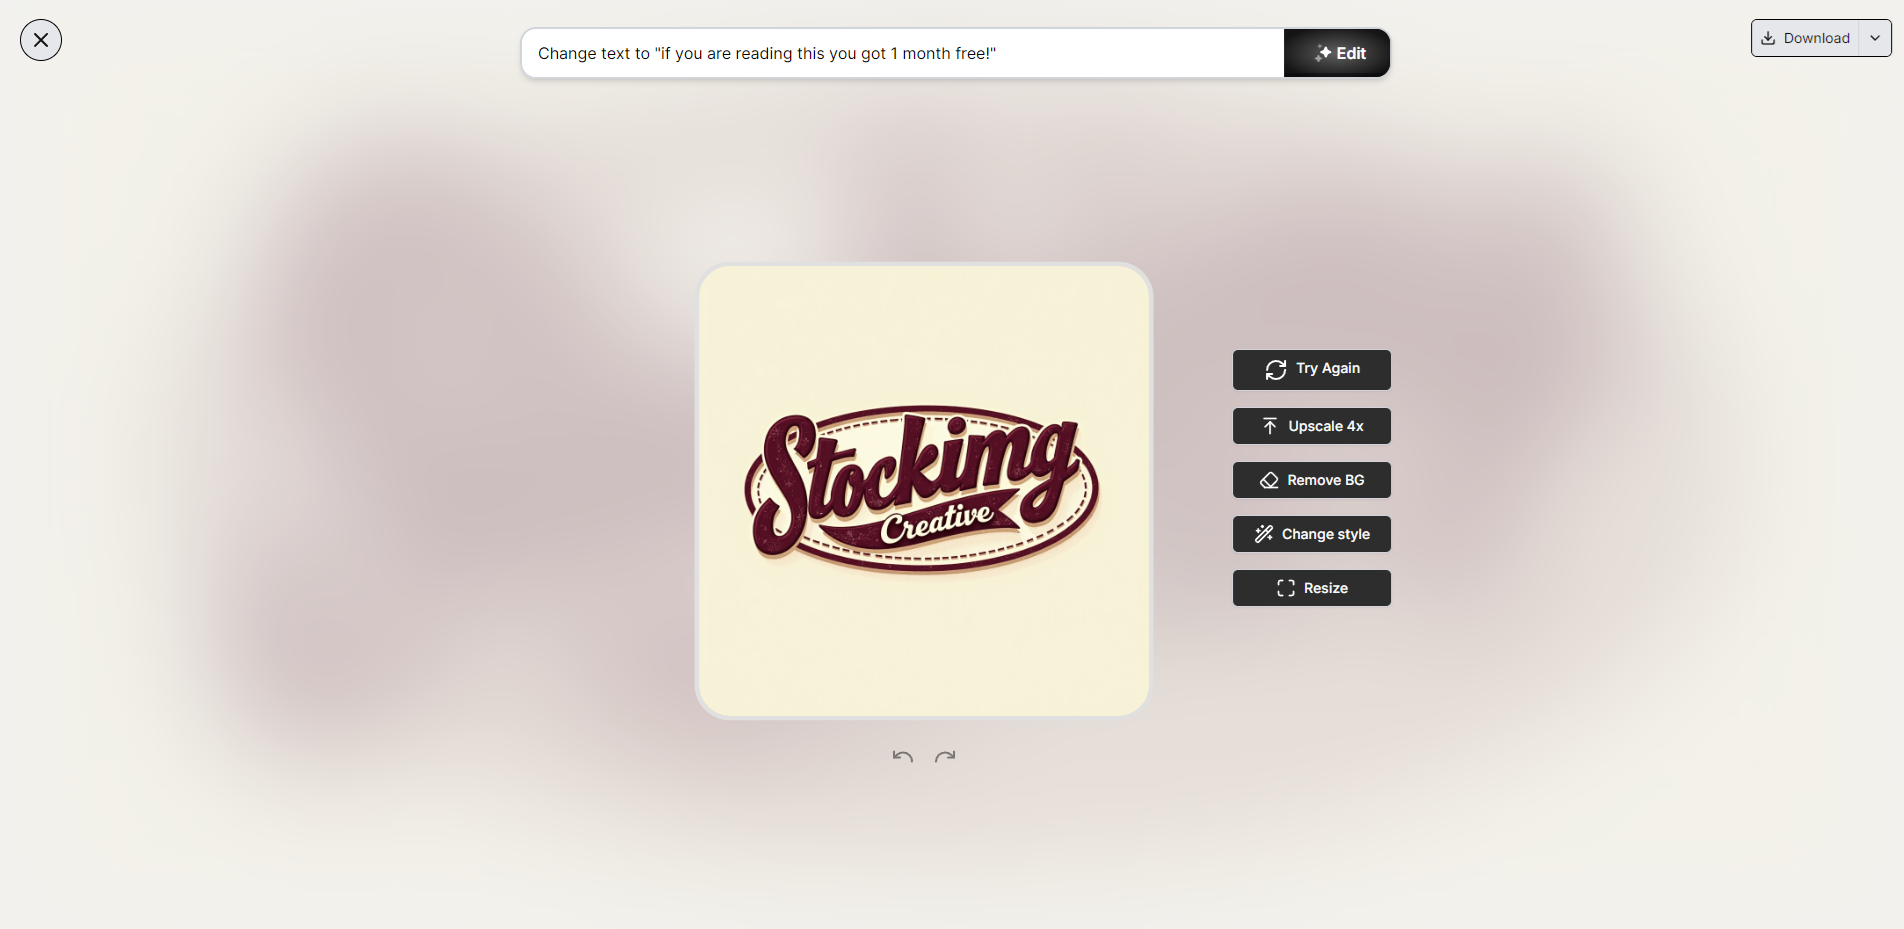 Change text to "if you are reading this you got 1 month free!"
Edit
Download
Stockimg
Creative
Try Again
Upscale 4x
Remove BG
Change style
Resize